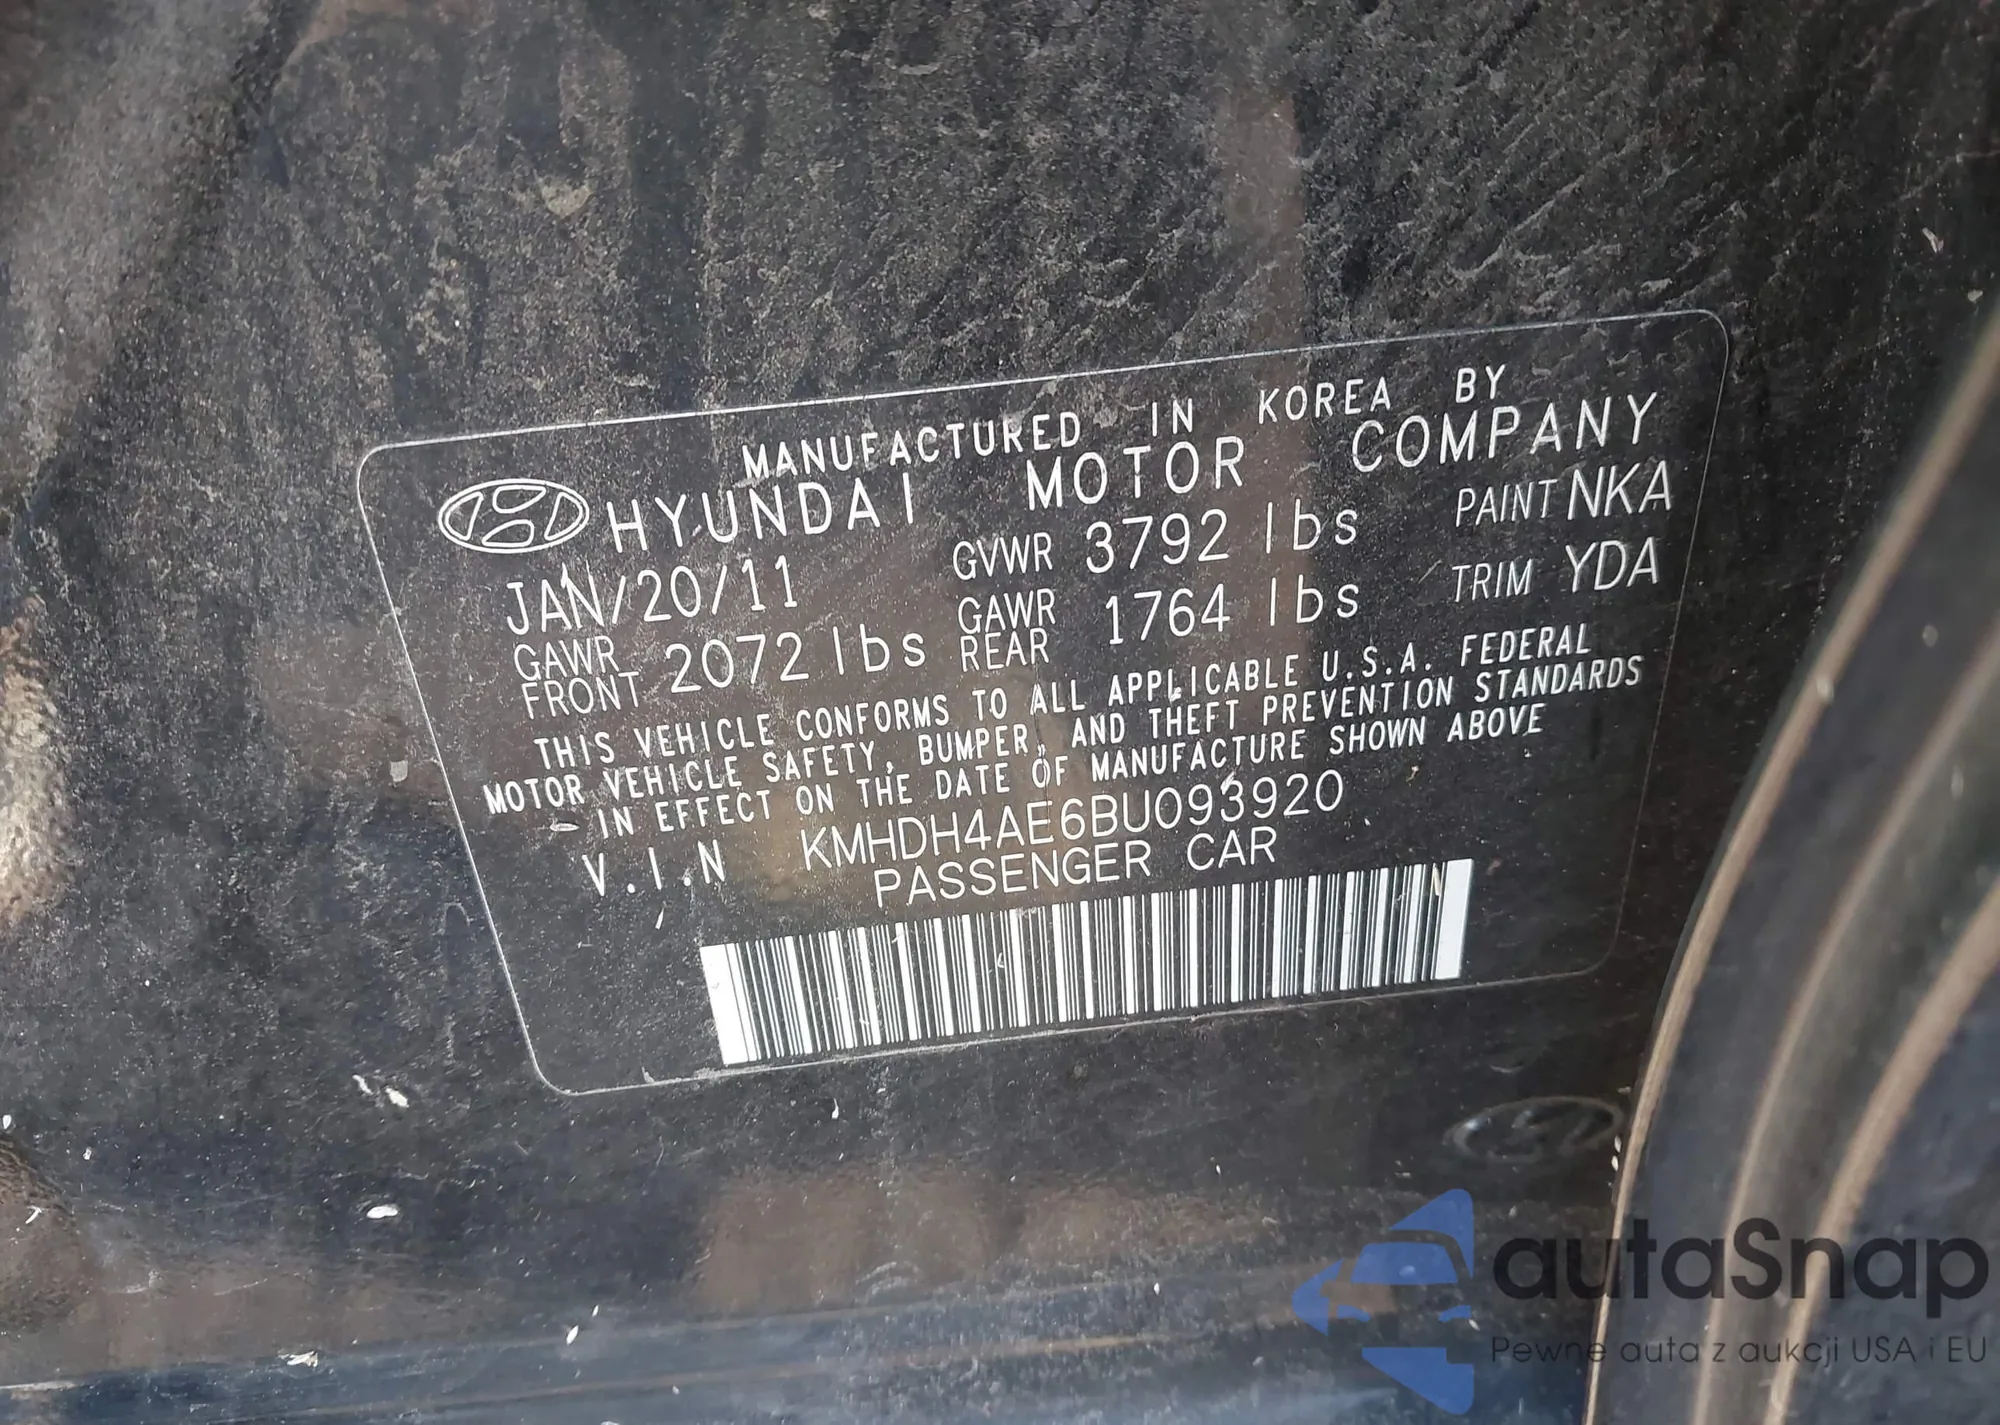 MANUFACTURED IN KOREA BY
HYUNDAI MOTOR COMPANY
JAN/20/11 GVWR 3792 lbs PAINT NKA
GAWR FRONT 2072 lbs GAWR REAR 1764 lbs TRIM YDA
THIS VEHICLE CONFORMS TO ALL APPLICABLE U.S.A. FEDERAL
MOTOR VEHICLE SAFETY, BUMPER, AND THEFT PREVENTION STANDARDS
IN EFFECT ON THE DATE OF MANUFACTURE SHOWN ABOVE
V.I.N KMHDH4AE6BU093920
PASSENGER CAR
autaSnap
Pewne auta z aukcji USA i EU